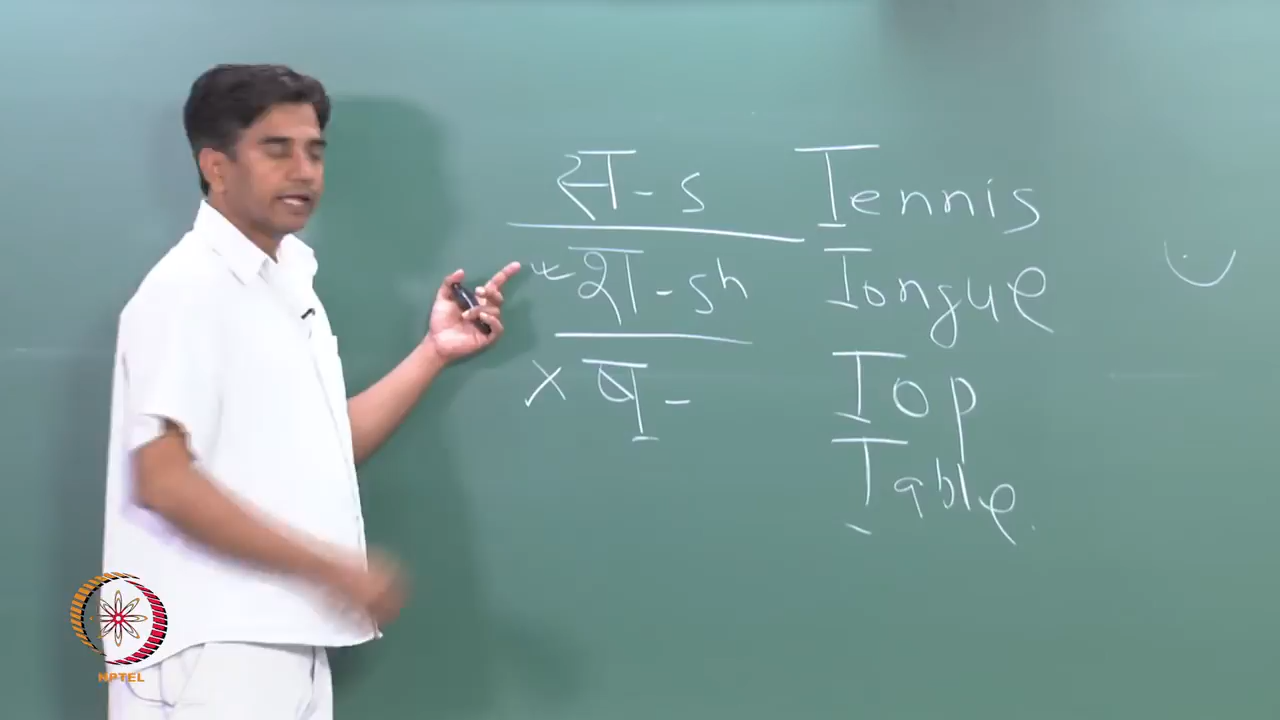 स - s Tennis
श - sh Tongue
x ष - Top
Table
NPTEL